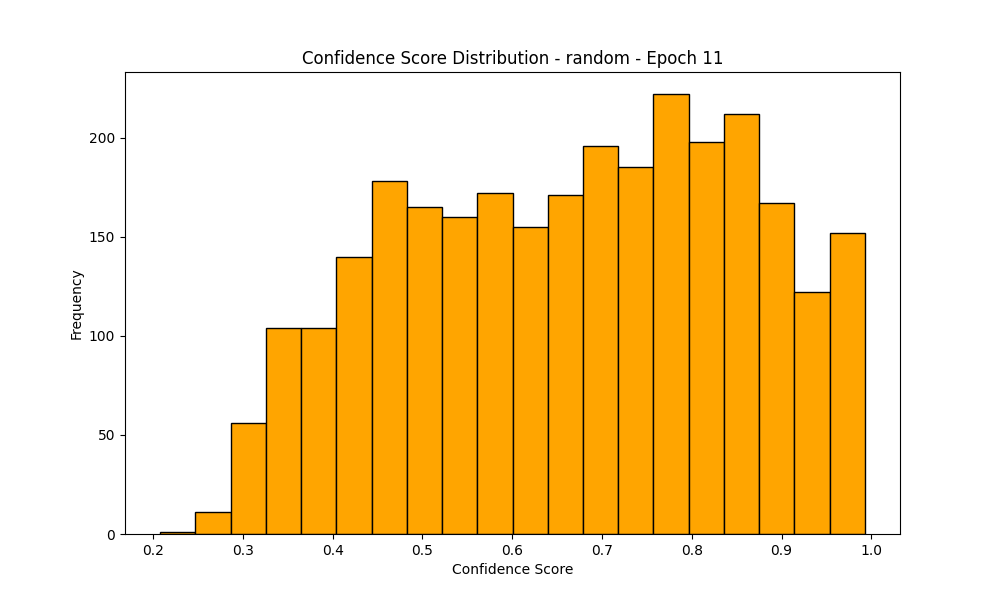 Confidence Score Distribution - random - Epoch 11
Frequency
200
150
100
50
0
0.2 0.3 0.4 0.5 0.6 0.7 0.8 0.9 1.0
Confidence Score